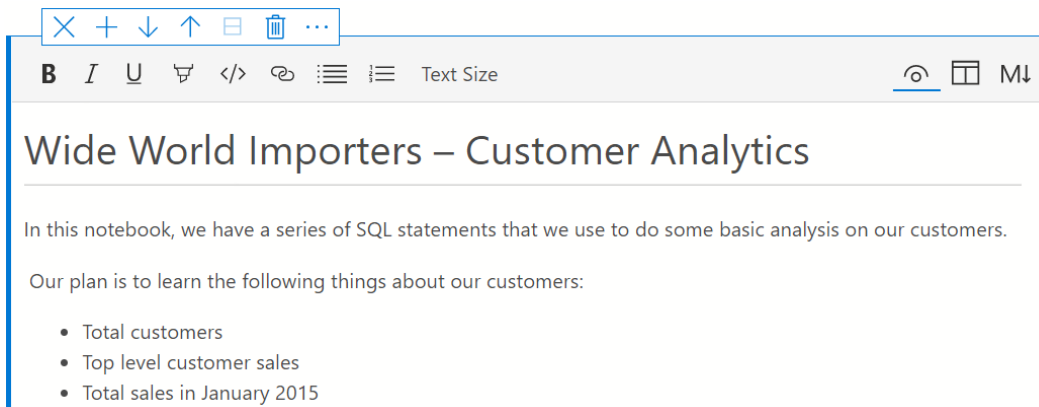 B I U </> Text Size M↓
Wide World Importers – Customer Analytics
In this notebook, we have a series of SQL statements that we use to do some basic analysis on our customers.
Our plan is to learn the following things about our customers:
• Total customers
• Top level customer sales
• Total sales in January 2015